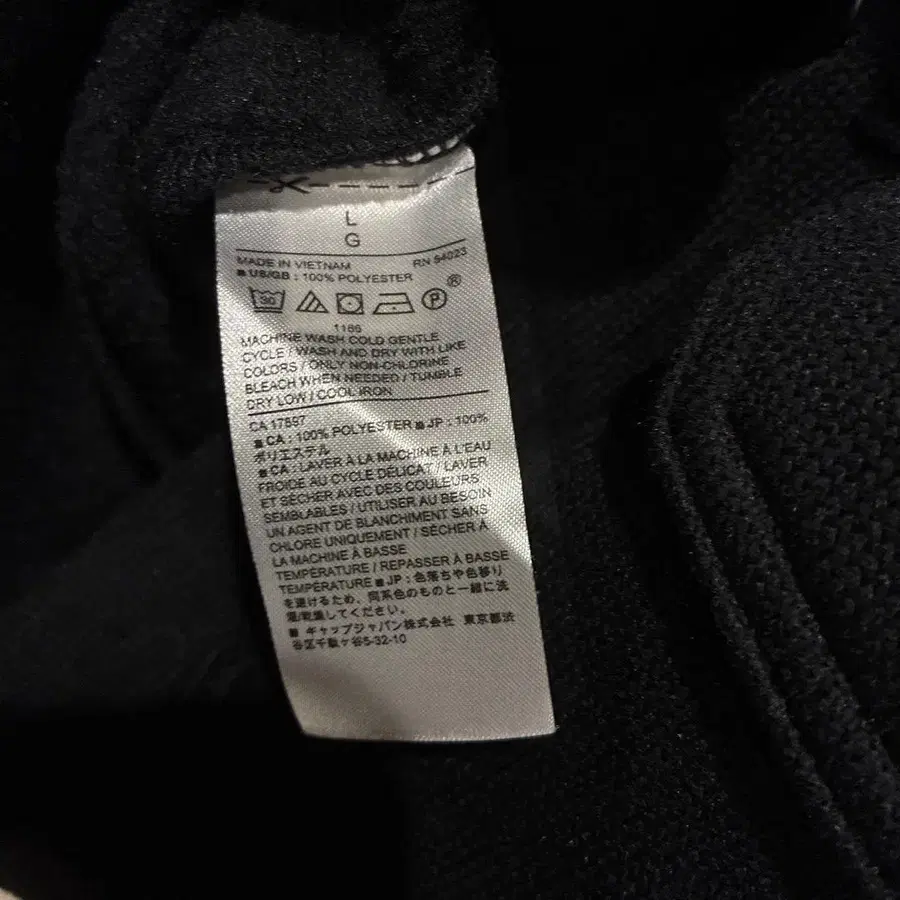 L
G
MADE IN VIETNAM RN 54023
■ US/GB : 100% POLYESTER
30 P ®
1186
MACHINE WASH COLD GENTLE
CYCLE / WASH AND DRY WITH LIKE
COLORS / ONLY NON-CHLORINE
BLEACH WHEN NEEDED / TUMBLE
DRY LOW / COOL IRON
CA 17897
■ CA : 100% POLYESTER ■ JP : 100%
ポリエステル
■ CA : LAVER À LA MACHINE À L'EAU
FROIDE AU CYCLE DÉLICAT / LAVER
ET SÉCHER AVEC DES COULEURS
SEMBLABLES / UTILISER AU BESOIN
UN AGENT DE BLANCHIMENT SANS
CHLORE UNIQUEMENT / SÉCHER À
LA MACHINE À BASSE
TEMPÉRATURE / REPASSER À BASSE
TEMPÉRATURE ■ JP : 色落ちや色移り
を避けるため、同系色のものと一緒に洗
濯/乾燥してください。
■ ギャップジャパン株式会社 東京都渋
谷区千駄ヶ谷5-32-10